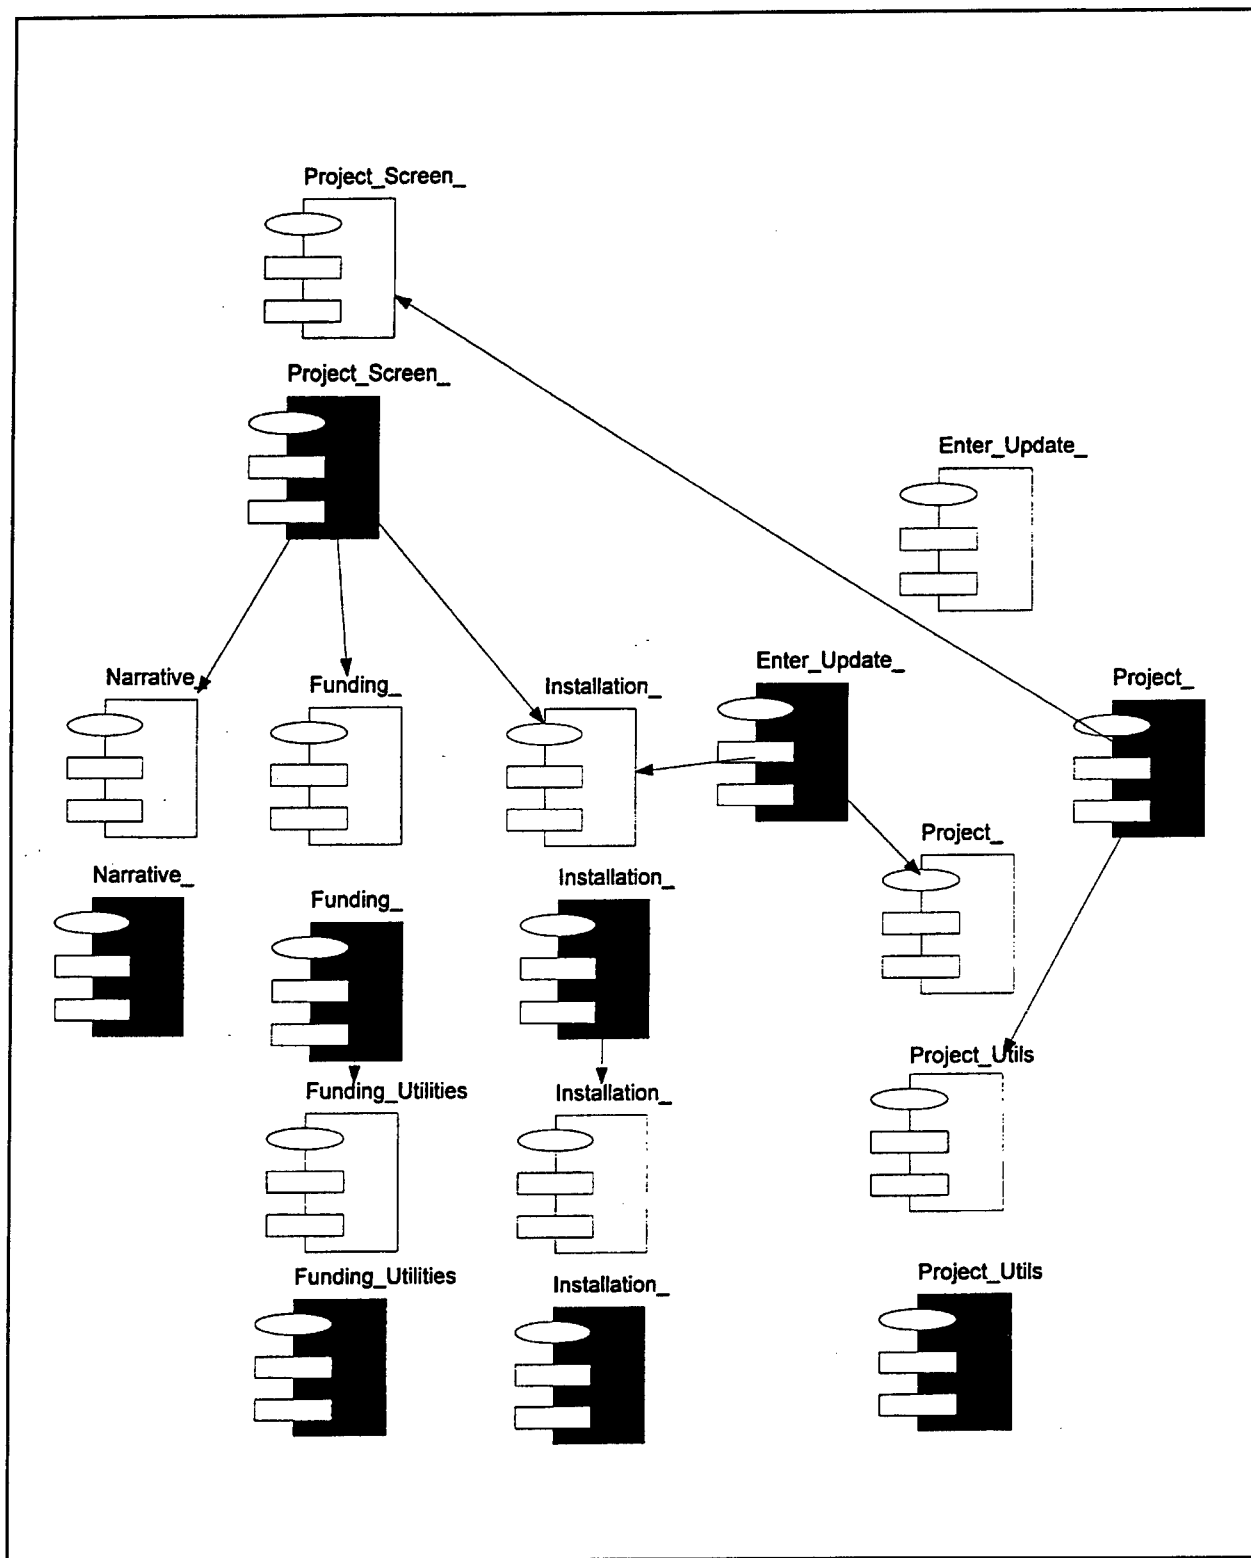 Project_Screen_
Project_Screen_
Enter_Update_
Enter_Update_
Narrative_
Funding_
Installation_
Project_
Project_
Narrative_
Funding_
Installation_
Project_Utils
Funding_Utilities
Installation_
Project_Utils
Funding_Utilities
Installation_